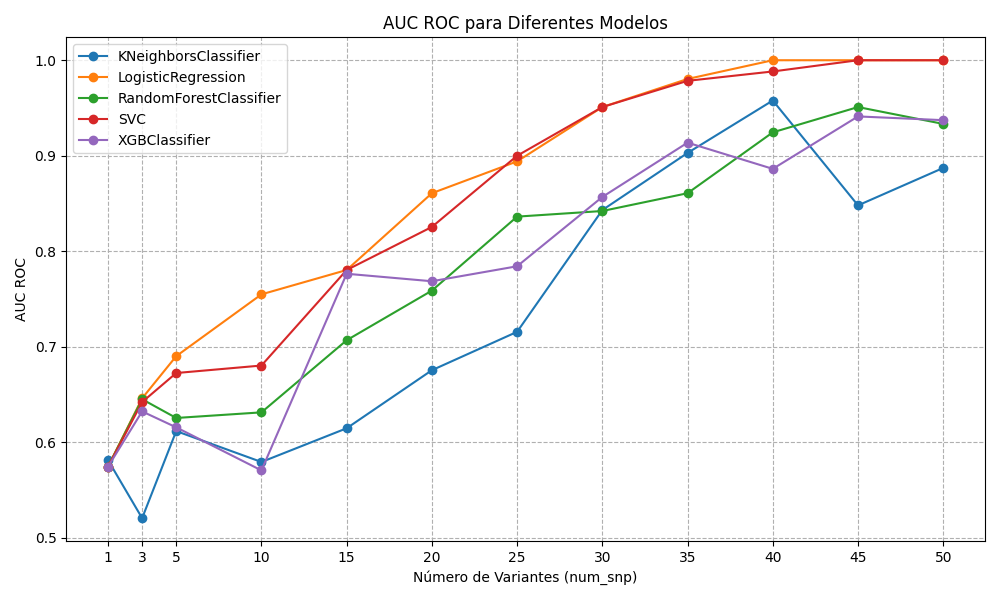 AUC ROC para Diferentes Modelos
KNeighborsClassifier
LogisticRegression
RandomForestClassifier
SVC
XGBClassifier
AUC ROC
1.0
0.9
0.8
0.7
0.6
0.5
1 3 5 10 15 20 25 30 35 40 45 50
Número de Variantes (num_snp)